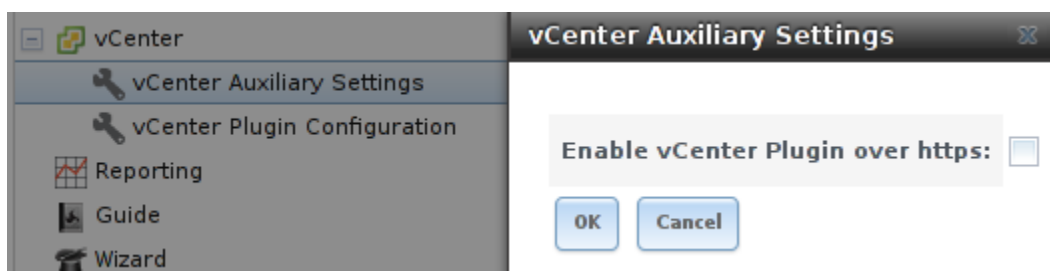 vCenter
vCenter Auxiliary Settings
vCenter Plugin Configuration
Reporting
Guide
Wizard
vCenter Auxiliary Settings
Enable vCenter Plugin over https:
OK
Cancel